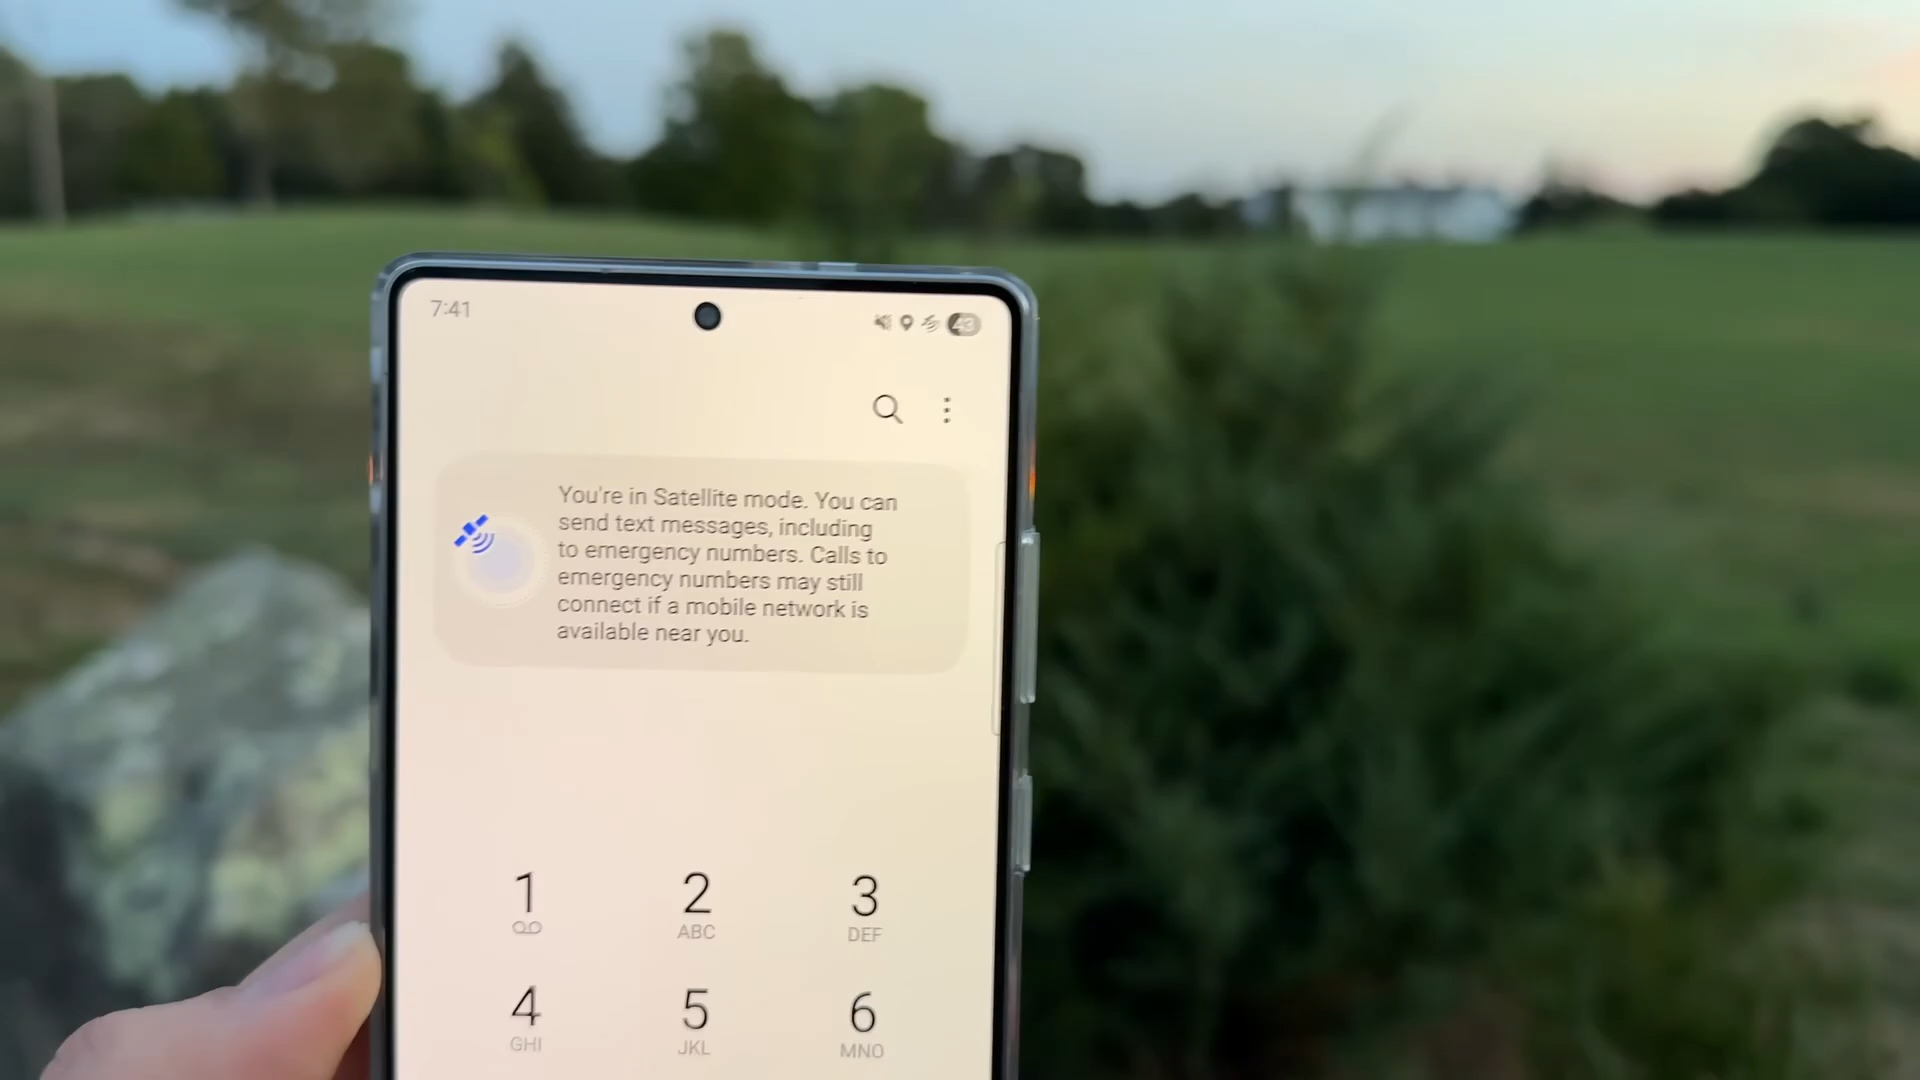 7:41
43
You're in Satellite mode. You can
send text messages, including
to emergency numbers. Calls to
emergency numbers may still
connect if a mobile network is
available near you.
1 2 3
ABC DEF
4 5 6
GHI JKL MNO